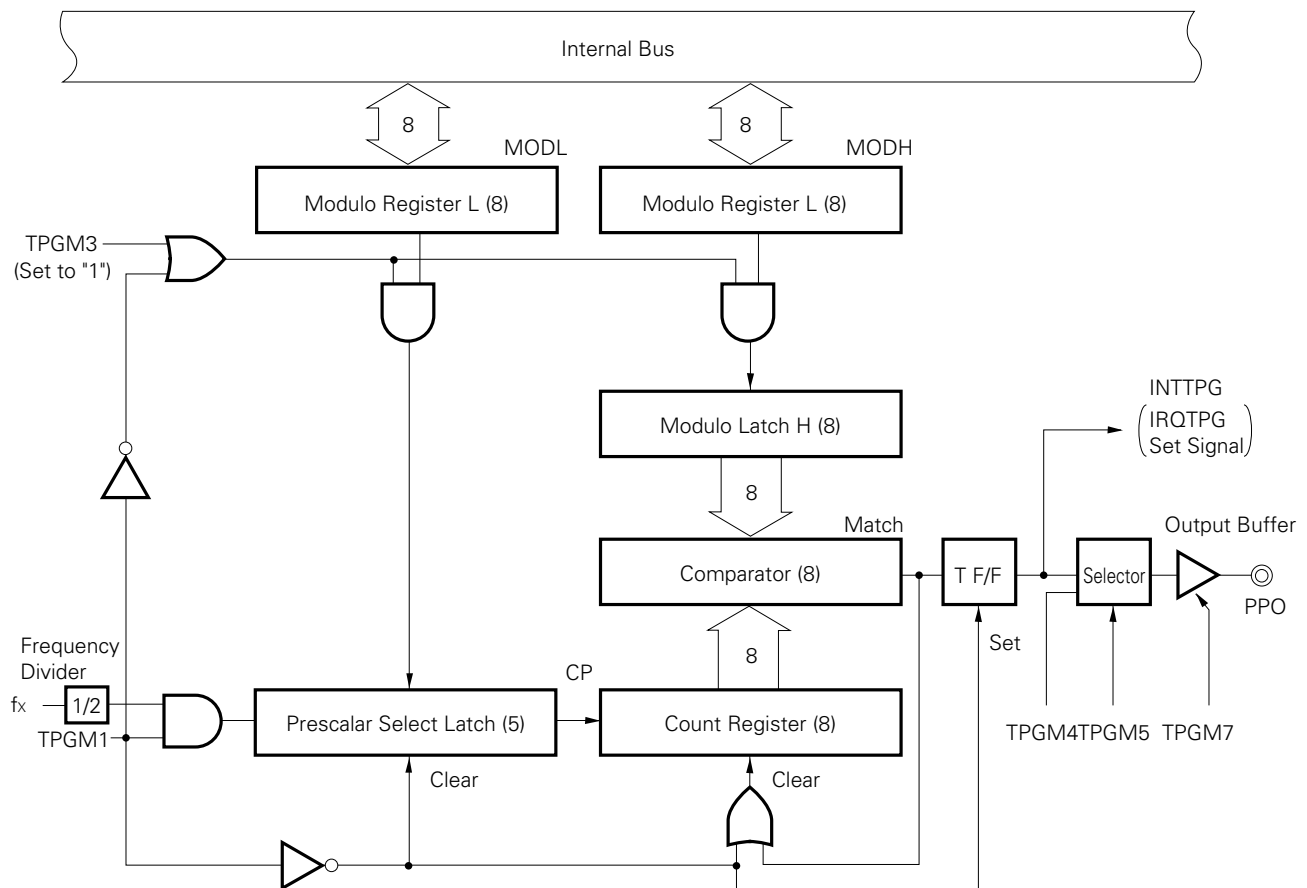 Internal Bus
8
8
MODL
MODH
Modulo Register L (8)
Modulo Register L (8)
TPGM3
(Set to "1")
INTTPG
IRQTPG
Set Signal
Modulo Latch H (8)
8
Match
Output Buffer
Comparator (8)
T F/F
Selector
PPO
Set
Frequency
Divider
8
CP
fX
1/2
Prescalar Select Latch (5)
Count Register (8)
TPGM1
TPGM4
TPGM5
TPGM7
Clear
Clear